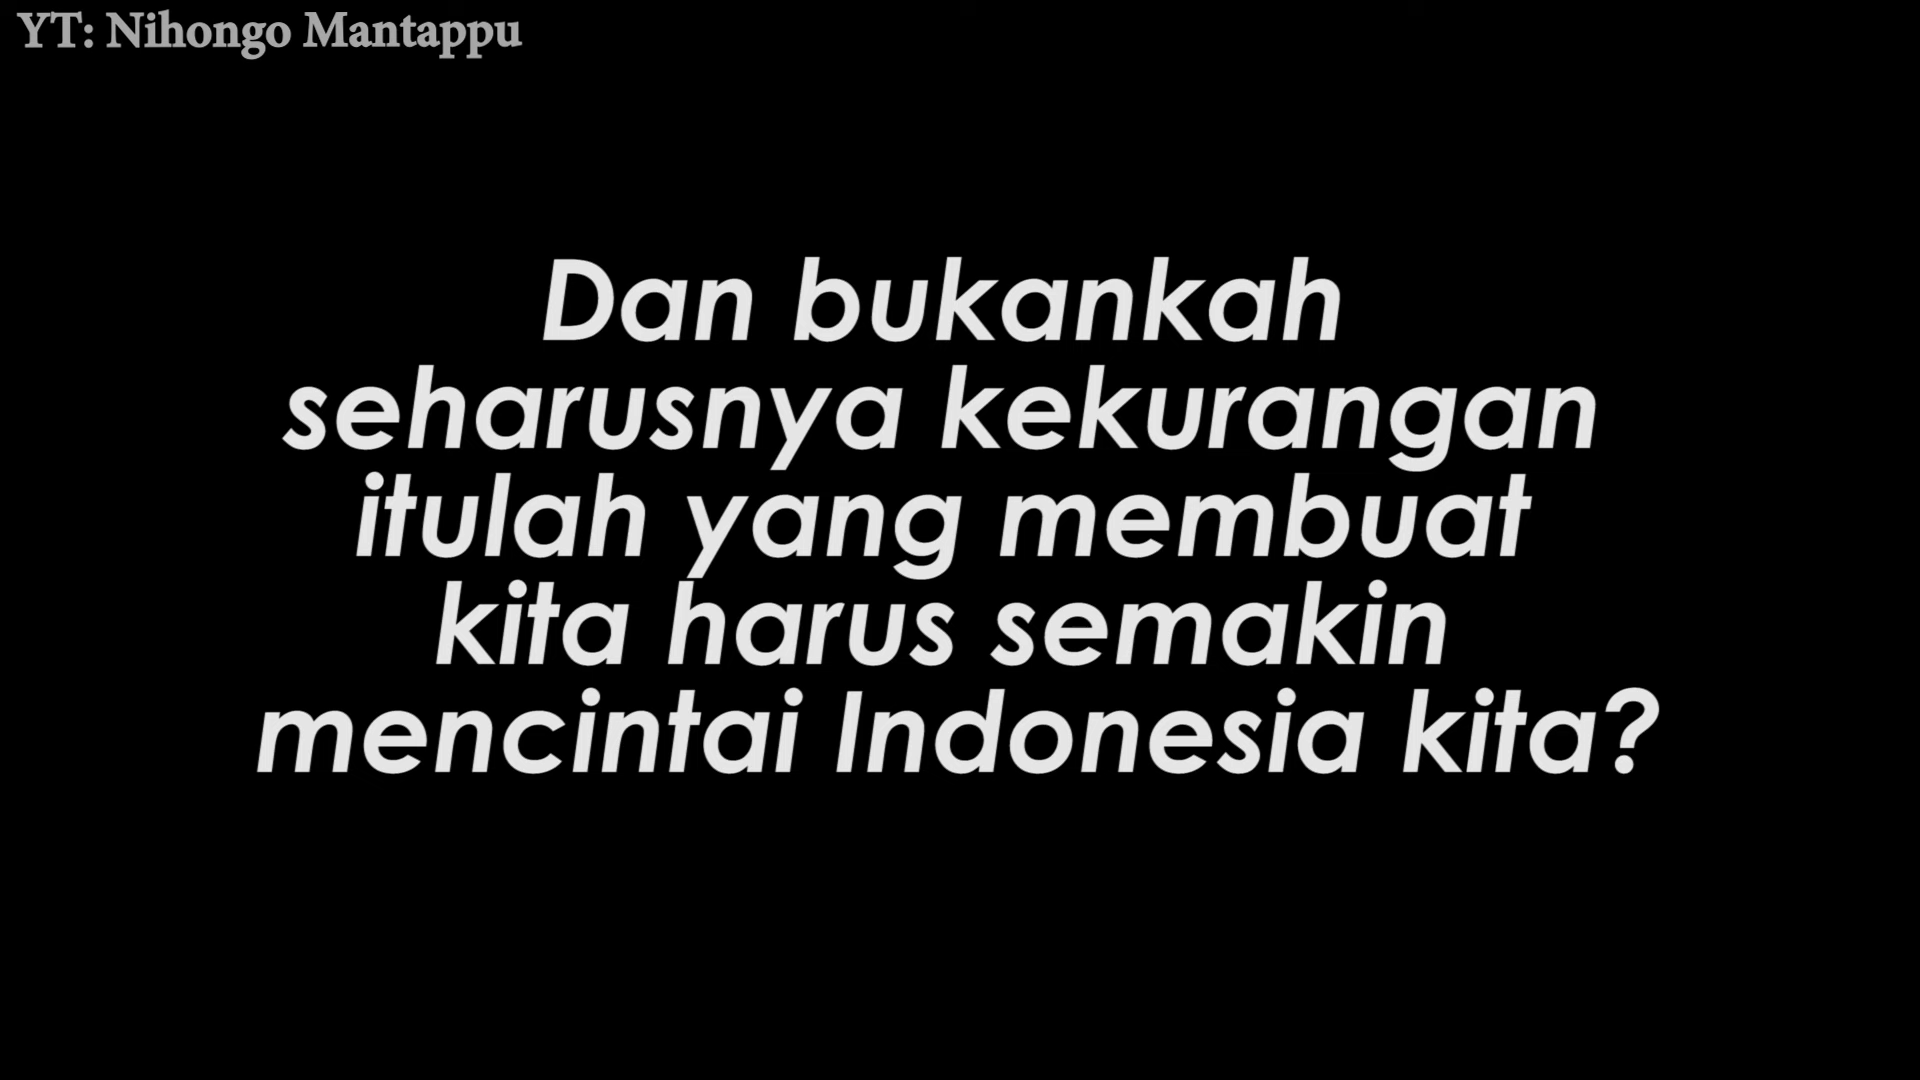 YT: Nihongo Mantappu
Dan bukankah
seharusnya kekurangan
itulah yang membuat
kita harus semakin
mencintai Indonesia kita?